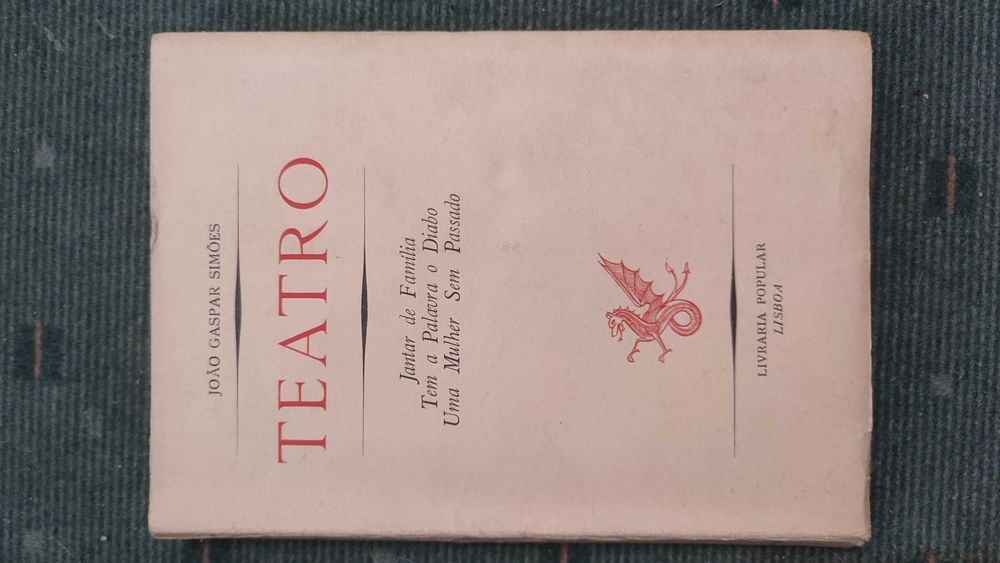 JOÃO GASPAR SIMÕES
TEATRO
Jantar de Família
Tem a Palavra o Diabo
Uma Mulher Sem Passado
LIVRARIA POPULAR
LISBOA